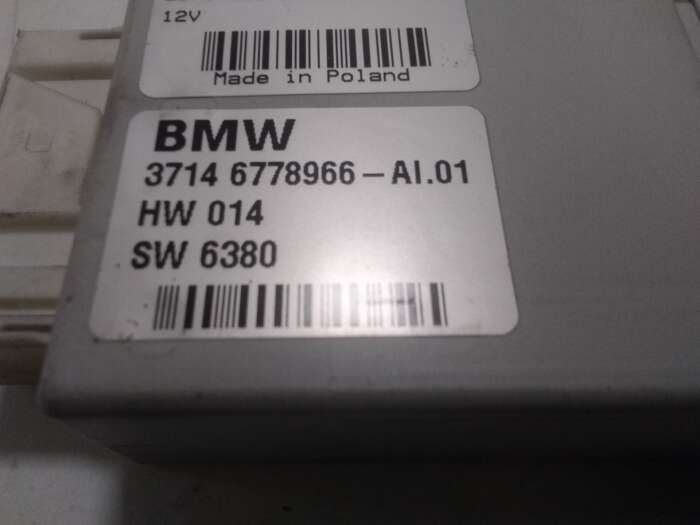 12V
Made in Poland
BMW
3714 6778966-AI.01
HW 014
SW 6380